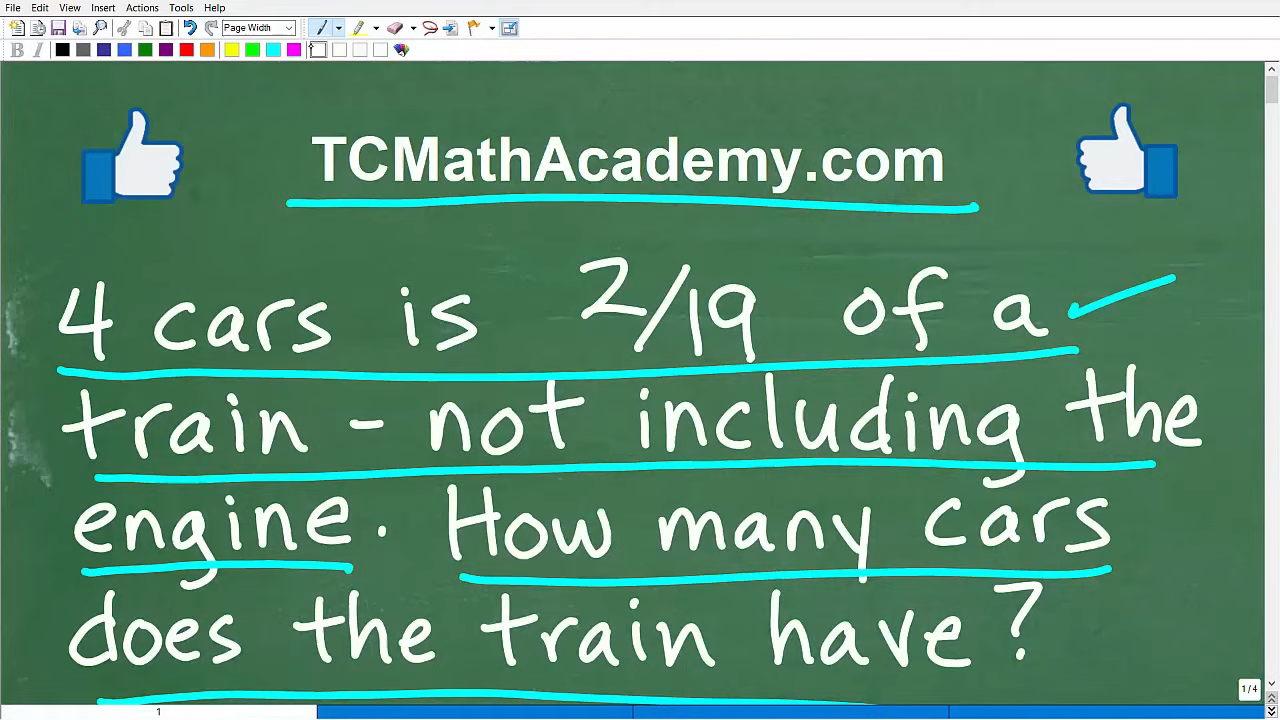 File Edit View Insert Actions Tools Help
Page Width
B I
TCMathAcademy.com
4 cars is 2/19 of a
train - not including the
engine. How many cars
does the train have?
1/4
1